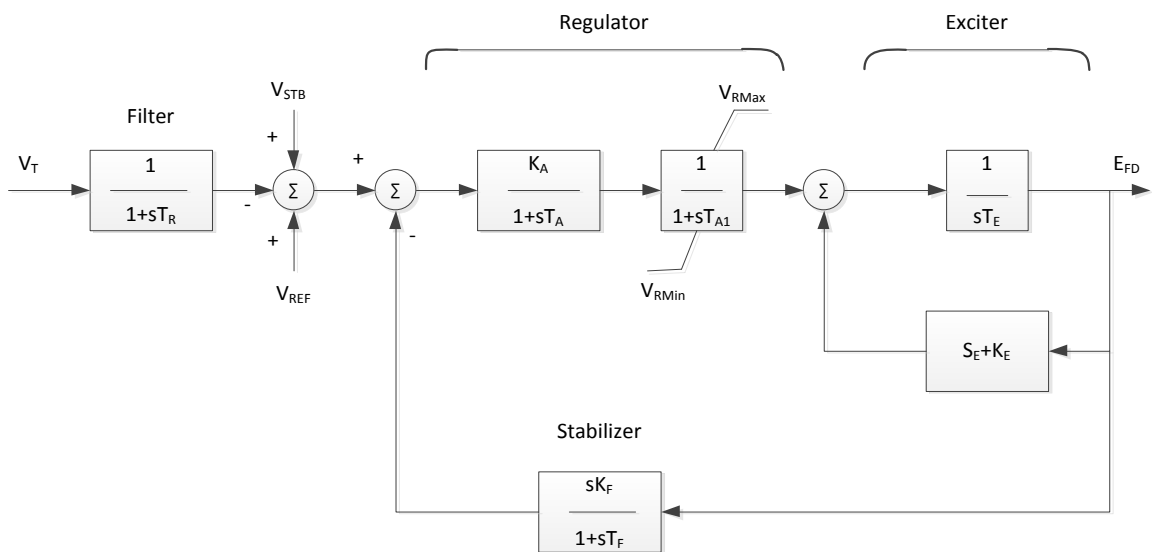 Regulator
Exciter
V_STB
V_RMax
Filter
+
+
V_T
1
1+sT_R
Σ
-
+
V_REF
Σ
-
K_A
1+sT_A
1
1+sT_A1
V_RMin
Σ
1
sT_E
E_FD
S_E+K_E
Stabilizer
sK_F
1+sT_F